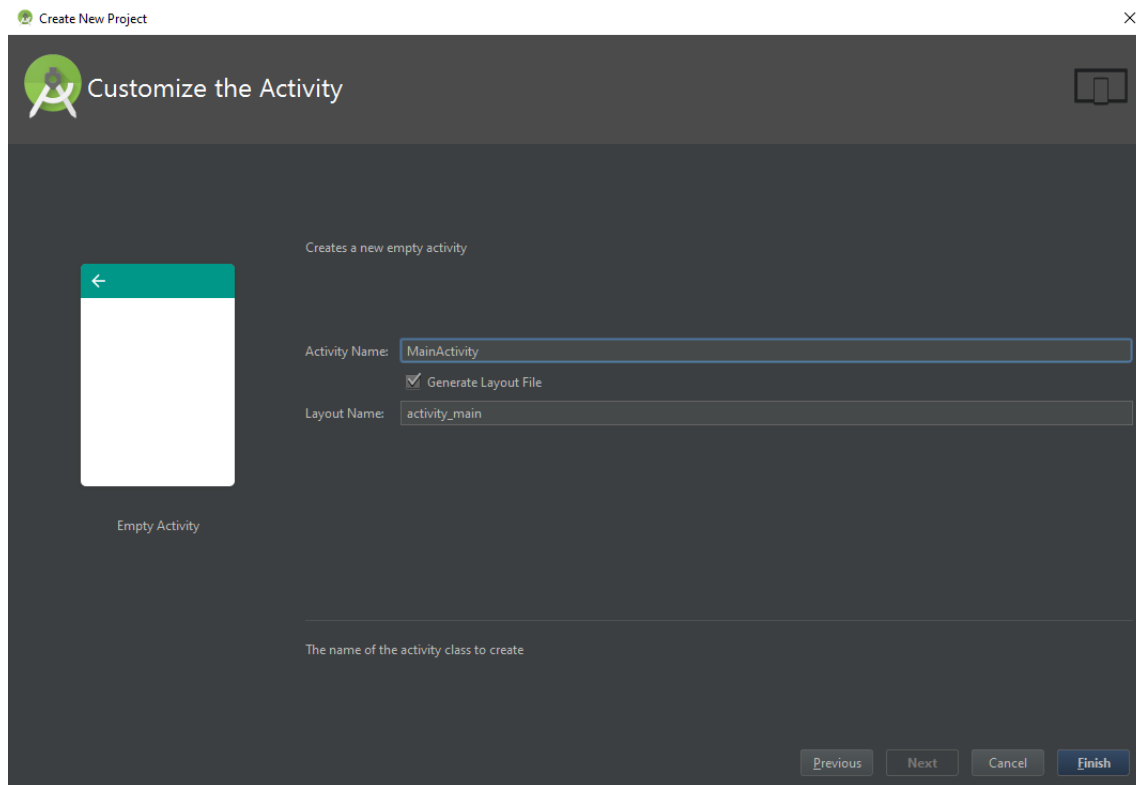 Create New Project
Customize the Activity
Creates a new empty activity
Activity Name: MainActivity
Generate Layout File
Layout Name: activity_main
Empty Activity
The name of the activity class to create
Previous Next Cancel Finish